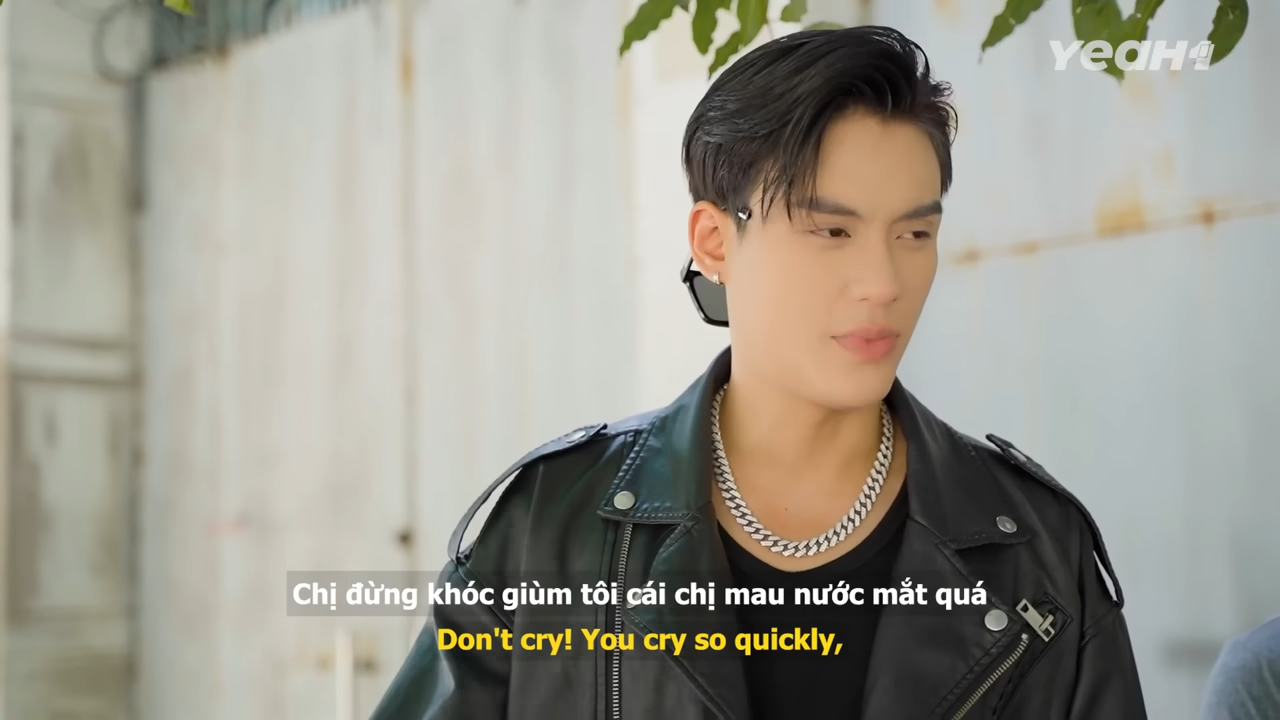 YEAH1
Chị đừng khóc giùm tôi cái chị mau nước mắt quá
Don't cry! You cry so quickly,